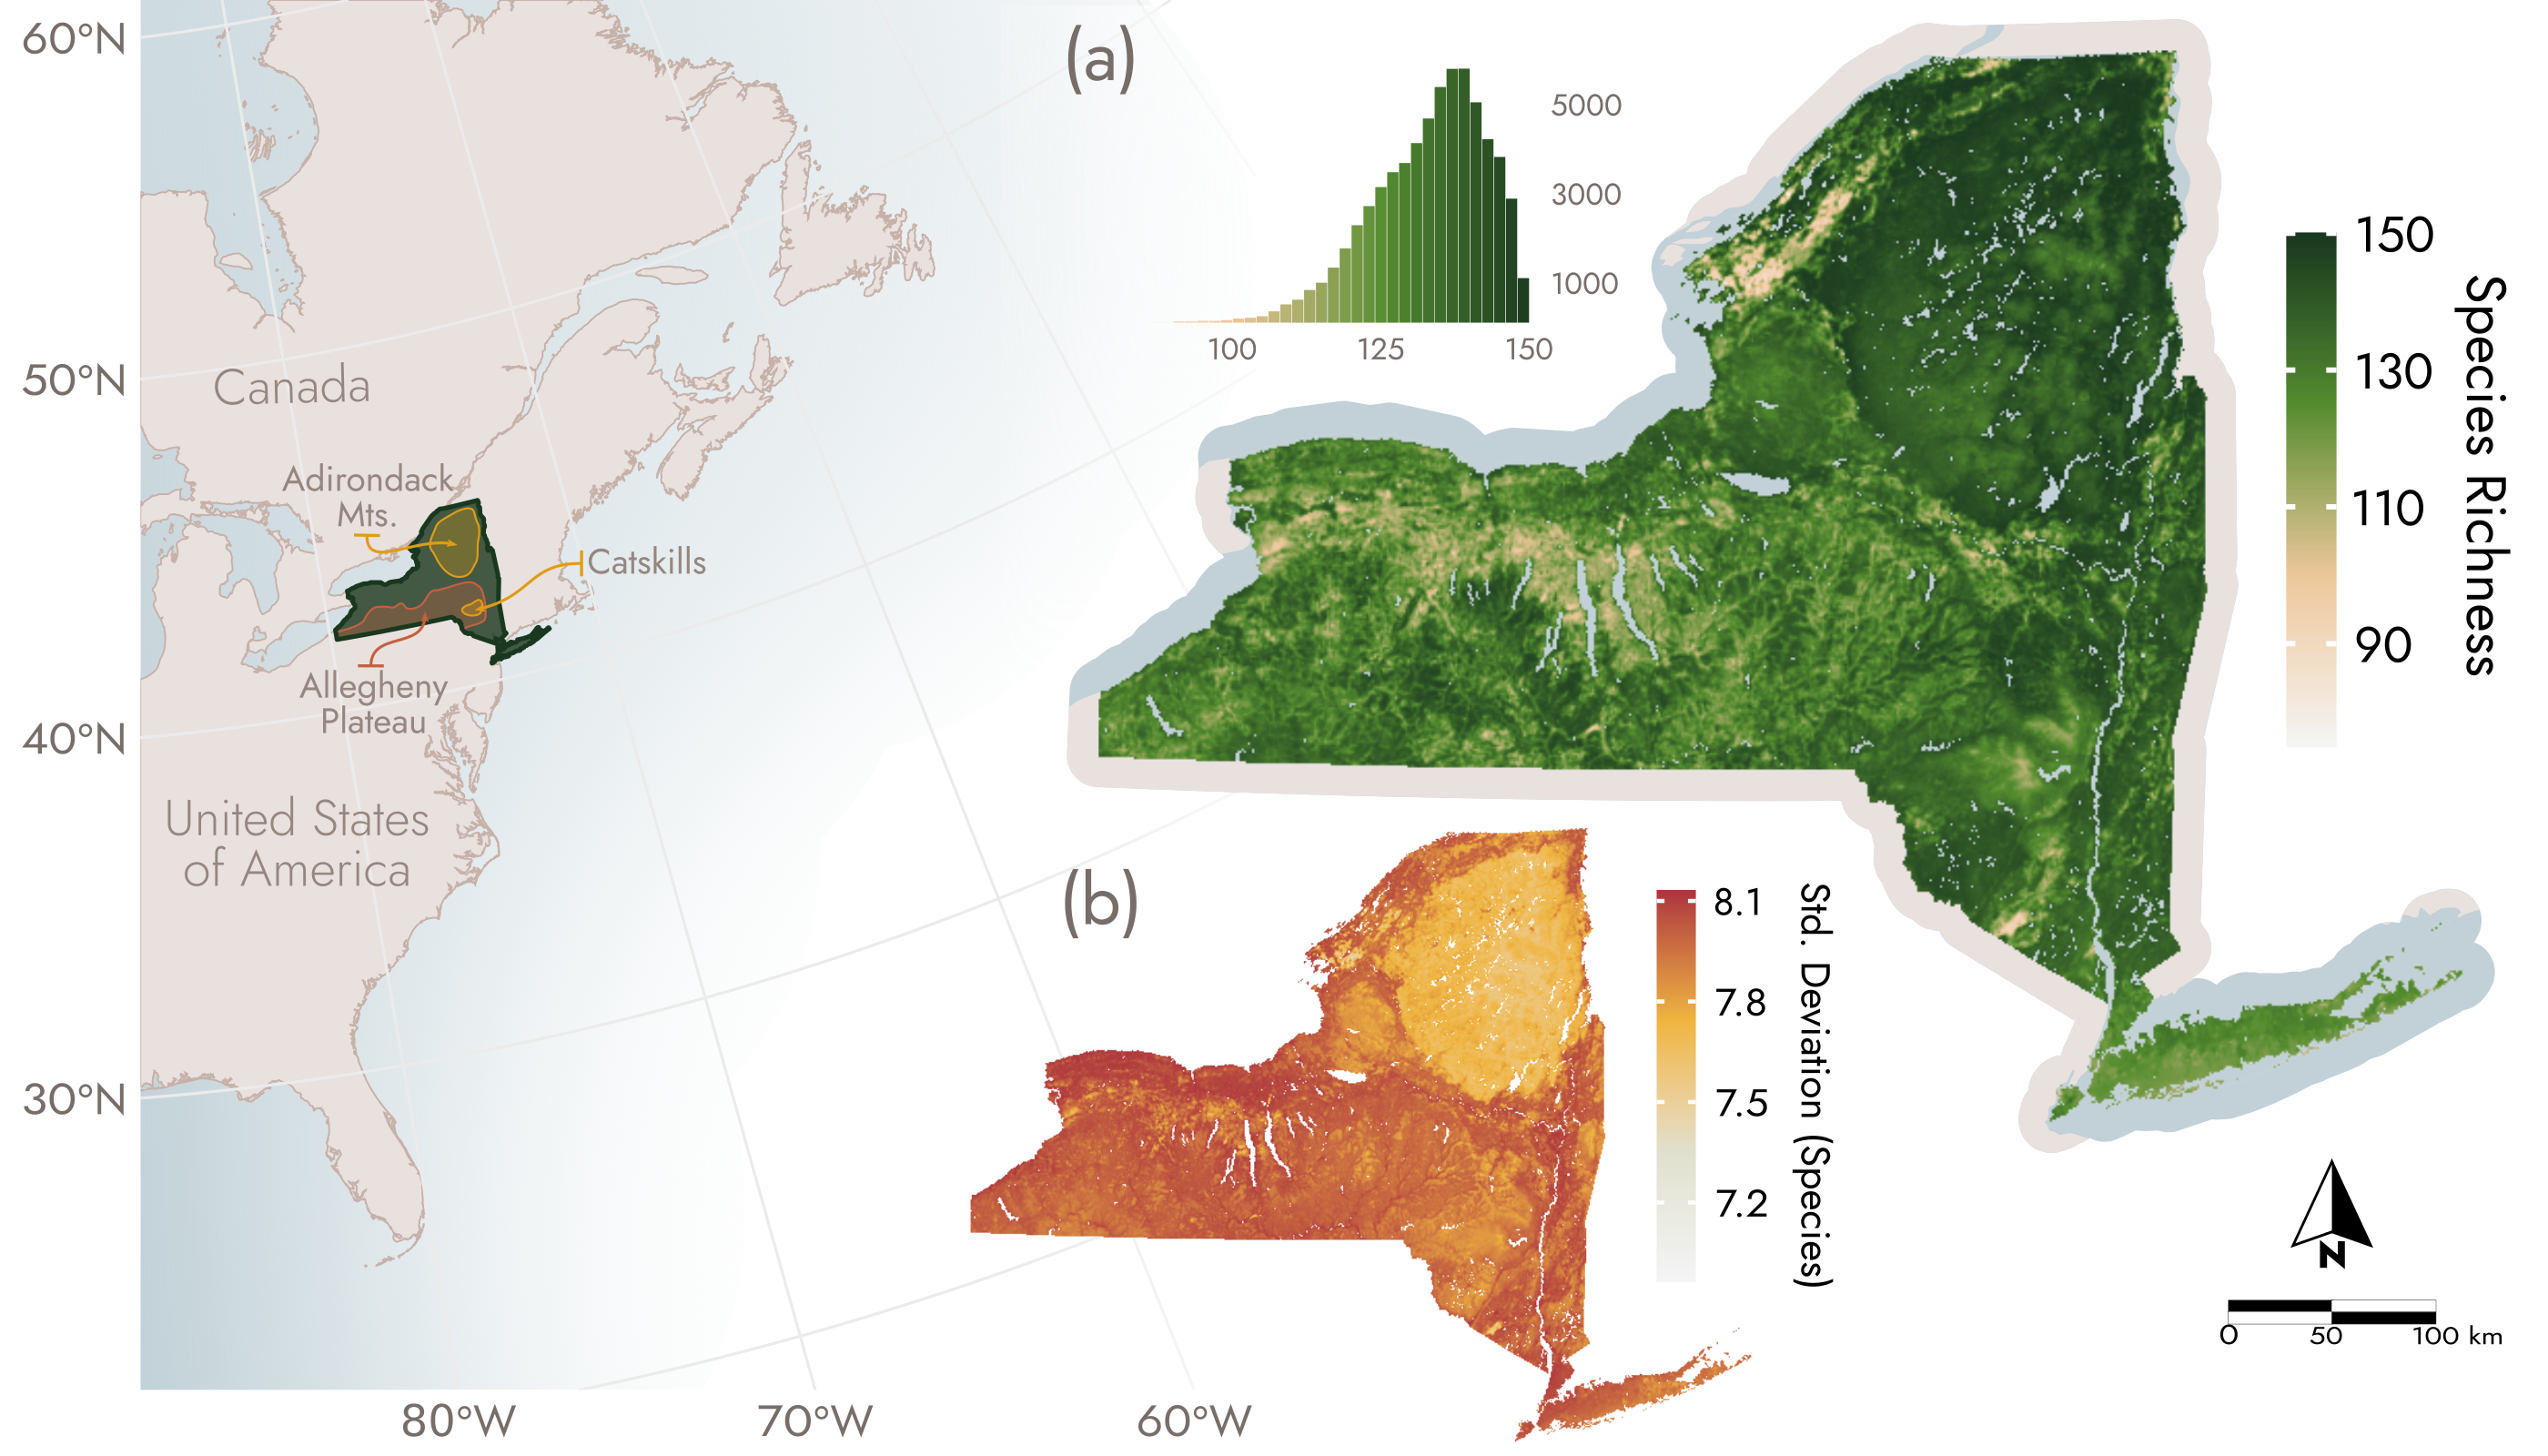 60°N
50°N
40°N
30°N
80°W
70°W
60°W
Canada
Adirondack
Mts.
Catskills
Allegheny
Plateau
United States
of America
(a)
5000
3000
1000
100
125
150
150
130
110
90
Species Richness
(b)
8.1
7.8
7.5
7.2
Std. Deviation (Species)
N
0
50
100 km